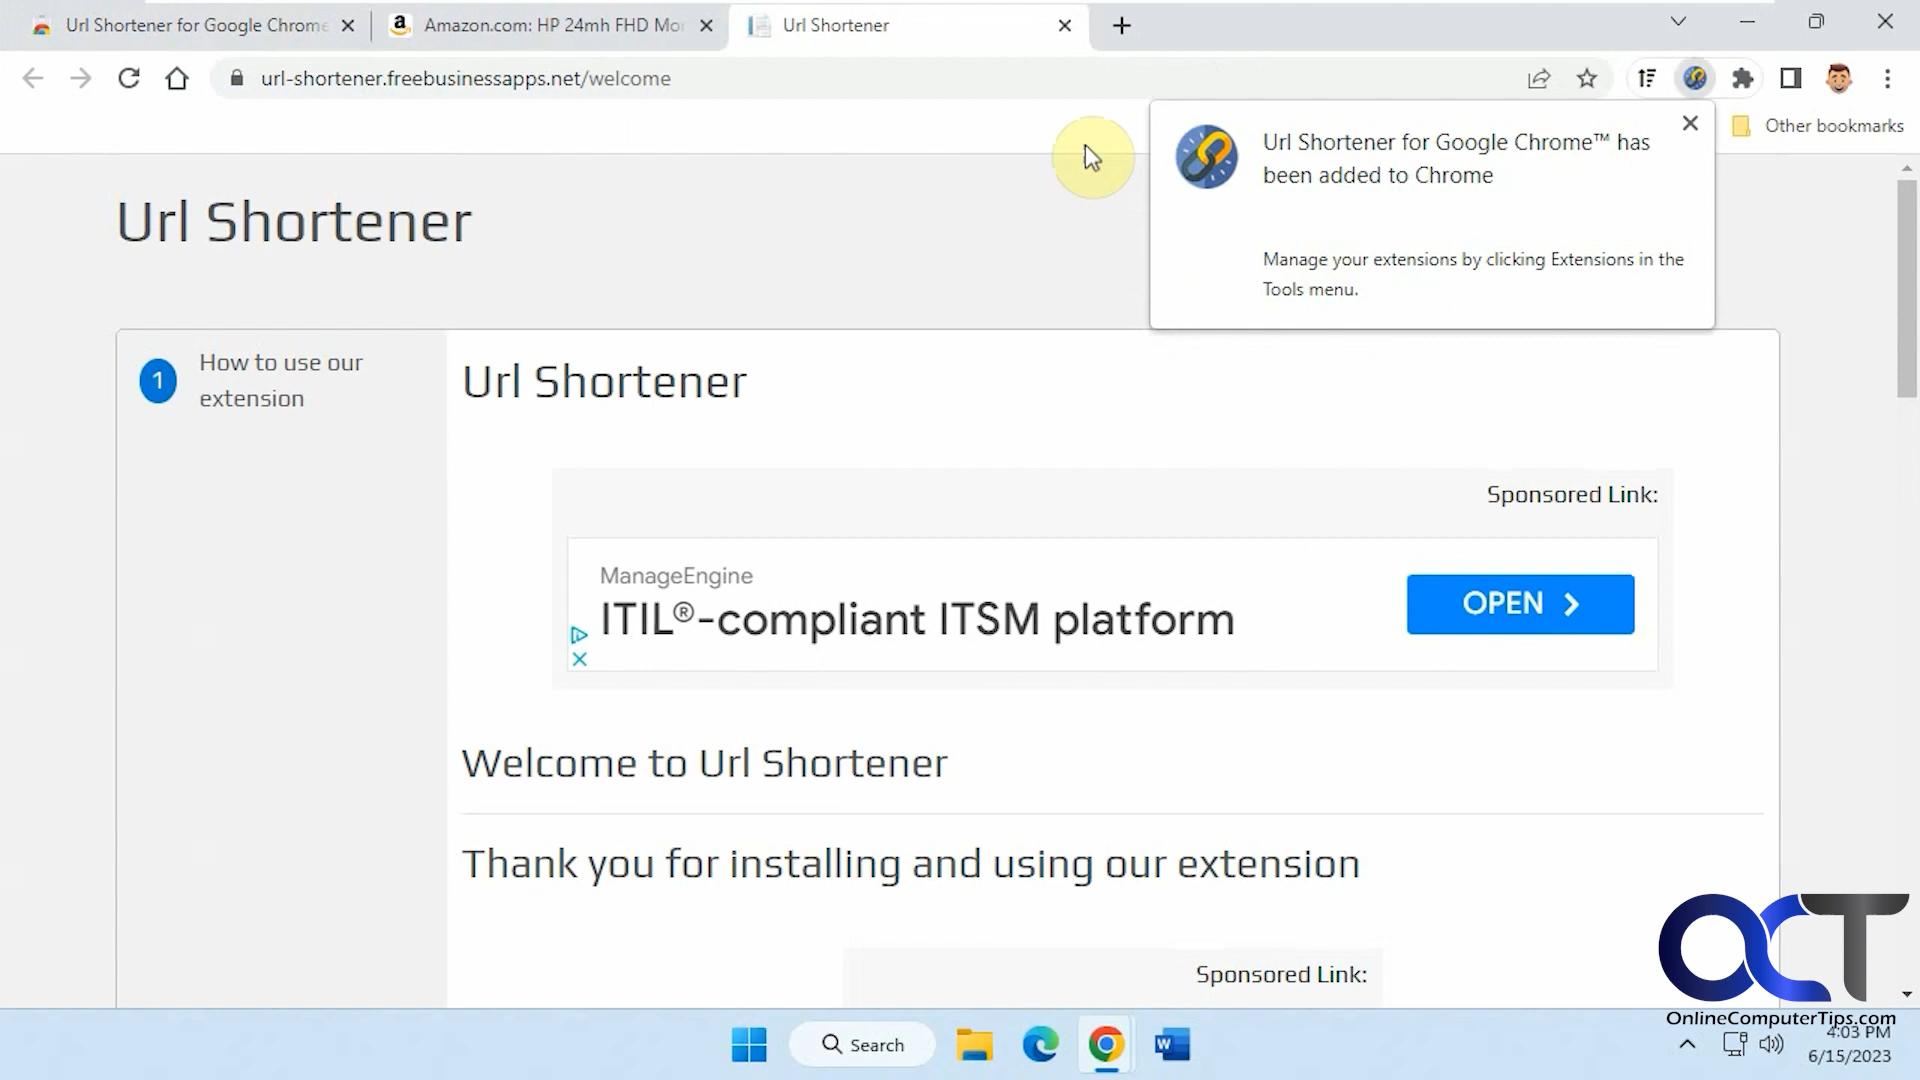 Url Shortener for Google Chrome
Amazon.com: HP 24mh FHD Mo
Url Shortener
url-shortener.freebusinessapps.net/welcome
Other bookmarks
Url Shortener for Google Chrome™ has
been added to Chrome
Manage your extensions by clicking Extensions in the
Tools menu.
Url Shortener
1
How to use our
extension
Url Shortener
Sponsored Link:
ManageEngine
ITIL®-compliant ITSM platform
OPEN
Welcome to Url Shortener
Thank you for installing and using our extension
Sponsored Link:
OCT
OnlineComputerTips.com
Search
W
4:03 PM
6/15/2023